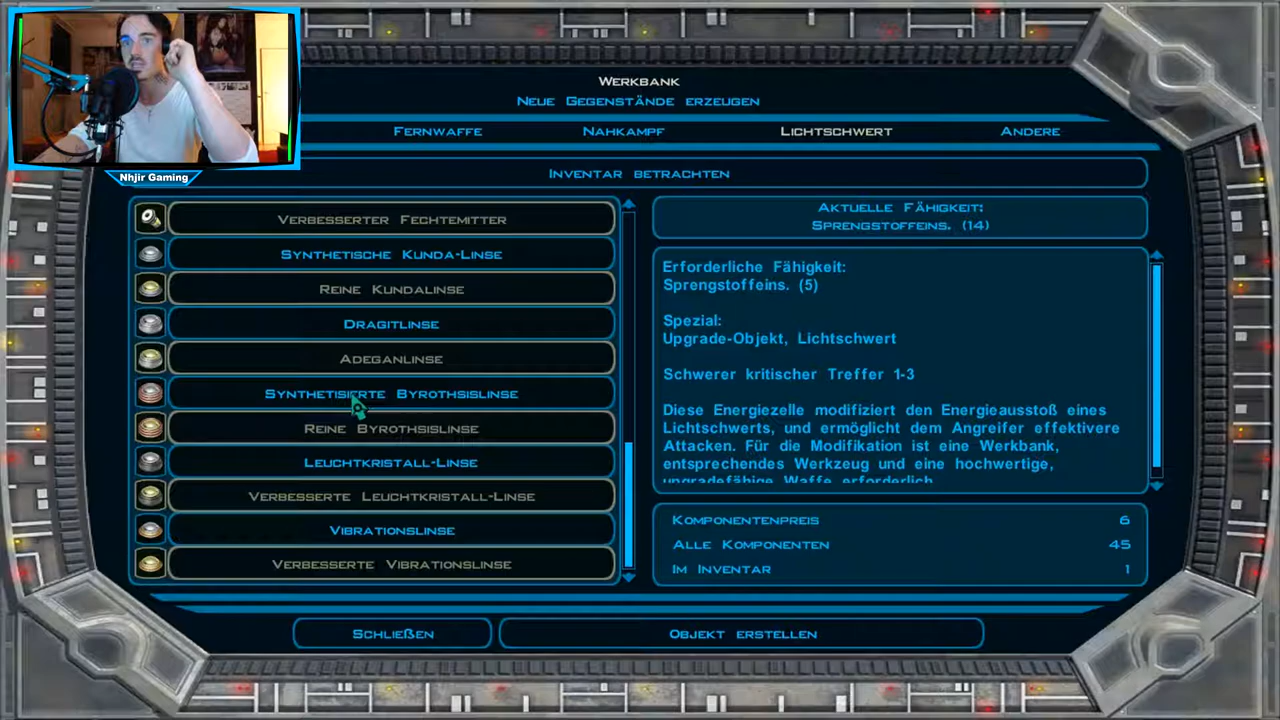 Werkbank
Neue Gegenstände erzeugen
Fernwaffe Nahkampf Lichtschwert Andere
Nhjir Gaming
Inventar betrachten
Verbesserter Fechtemitter
Synthetische Kunda-Linse
Reine Kundalinse
Dragitlinse
Adeganlinse
Synthetisierte Byrothsislinse
Reine Byrothsislinse
Leuchtkristall-Linse
Verbesserte Leuchtkristall-Linse
Vibrationslinse
Verbesserte Vibrationslinse
Aktuelle Fähigkeit:
Sprengstoffeins. (14)
Erforderliche Fähigkeit:
Sprengstoffeins. (5)
Spezial:
Upgrade-Objekt, Lichtschwert
Schwerer kritischer Treffer 1-3
Diese Energiezelle modifiziert den Energieausstoß eines
Lichtschwerts, und ermöglicht dem Angreifer effektivere
Attacken. Für die Modifikation ist eine Werkbank,
entsprechendes Werkzeug und eine hochwertige,
upgradefähige Waffe erforderlich
Komponentenpreis 6
Alle Komponenten 45
Im Inventar 1
Schließen
Objekt erstellen